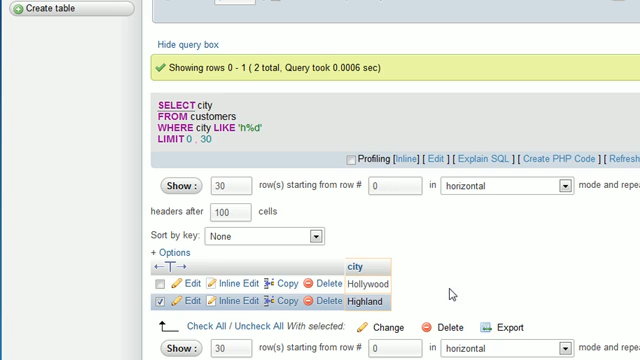 Create table
Hide query box
Showing rows 0 - 1 ( 2 total, Query took 0.0006 sec)
SELECT city
FROM customers
WHERE city LIKE 'h%d'
LIMIT 0 , 30
Profiling [Inline] [ Edit ] [ Explain SQL ] [ Create PHP Code ] [ Refresh
Show : 30 row(s) starting from row # 0 in horizontal mode and repea
headers after 100 cells
Sort by key: None
+ Options
←T→ city
Edit Inline Edit Copy Delete Hollywood
Edit Inline Edit Copy Delete Highland
Check All / Uncheck All With selected: Change Delete Export
Show : 30 row(s) starting from row # 0 in horizontal mode and repea